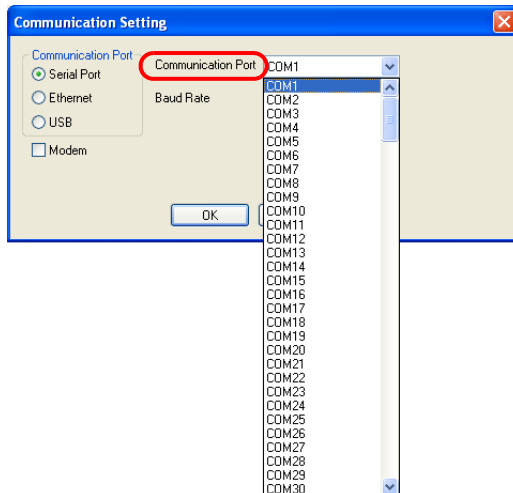 Communication Setting
Communication Port
Serial Port
Ethernet
USB
Modem
Communication Port
COM1
Baud Rate
OK
COM1
COM2
COM3
COM4
COM5
COM6
COM7
COM8
COM9
COM10
COM11
COM12
COM13
COM14
COM15
COM16
COM17
COM18
COM19
COM20
COM21
COM22
COM23
COM24
COM25
COM26
COM27
COM28
COM29
COM30